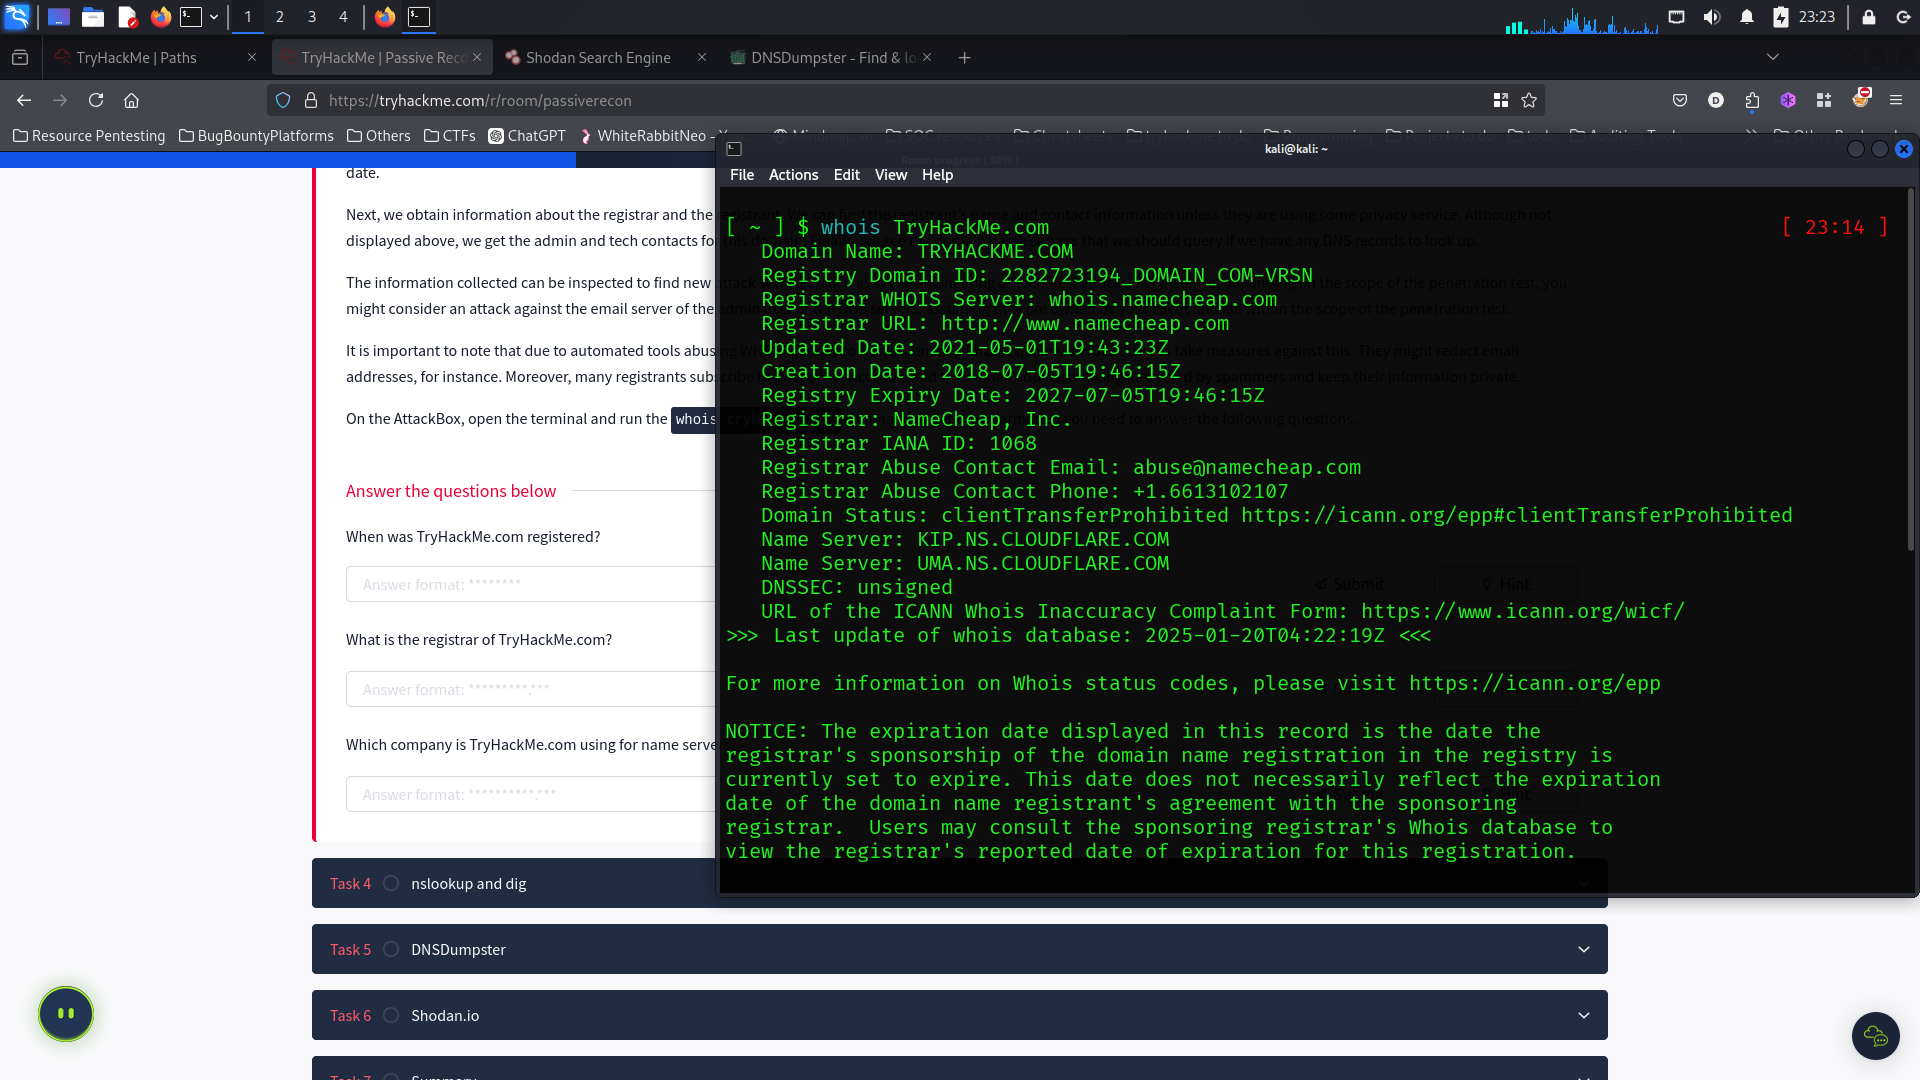 1 2 3 4
23:23
TryHackMe | Paths
TryHackMe | Passive Reco
Shodan Search Engine
DNSDumpster - Find & lo
https://tryhackme.com/r/room/passiverecon
Resource Pentesting
BugBountyPlatforms
Others
CTFs
ChatGPT
WhiteRabbitNeo -
date.
Next, we obtain information about the registrar and the
displayed above, we get the admin and tech contacts fo
The information collected can be inspected to find new
might consider an attack against the email server of the
It is important to note that due to automated tools abus
addresses, for instance. Moreover, many registrants subs
On the AttackBox, open the terminal and run the whois
Answer the questions below
When was TryHackMe.com registered?
Answer format: ********
What is the registrar of TryHackMe.com?
Answer format: *********.***
Which company is TryHackMe.com using for name serve
Answer format: **********.***
Submit
Hint
Task 4 nslookup and dig
Task 5 DNSDumpster
Task 6 Shodan.io
Task 7 Summary
kali@kali: ~
File Actions Edit View Help
[ ~ ] $ whois TryHackMe.com [ 23:14 ]
Domain Name: TRYHACKME.COM
Registry Domain ID: 2282723194_DOMAIN_COM-VRSN
Registrar WHOIS Server: whois.namecheap.com
Registrar URL: http://www.namecheap.com
Updated Date: 2021-05-01T19:43:23Z
Creation Date: 2018-07-05T19:46:15Z
Registry Expiry Date: 2027-07-05T19:46:15Z
Registrar: NameCheap, Inc.
Registrar IANA ID: 1068
Registrar Abuse Contact Email: abuse@namecheap.com
Registrar Abuse Contact Phone: +1.6613102107
Domain Status: clientTransferProhibited https://icann.org/epp#clientTransferProhibited
Name Server: KIP.NS.CLOUDFLARE.COM
Name Server: UMA.NS.CLOUDFLARE.COM
DNSSEC: unsigned
URL of the ICANN Whois Inaccuracy Complaint Form: https://www.icann.org/wicf/
>>> Last update of whois database: 2025-01-20T04:22:19Z <<<
For more information on Whois status codes, please visit https://icann.org/epp
NOTICE: The expiration date displayed in this record is the date the
registrar's sponsorship of the domain name registration in the registry is
currently set to expire. This date does not necessarily reflect the expiration
date of the domain name registrant's agreement with the sponsoring
registrar.  Users may consult the sponsoring registrar's Whois database to
view the registrar's reported date of expiration for this registration.